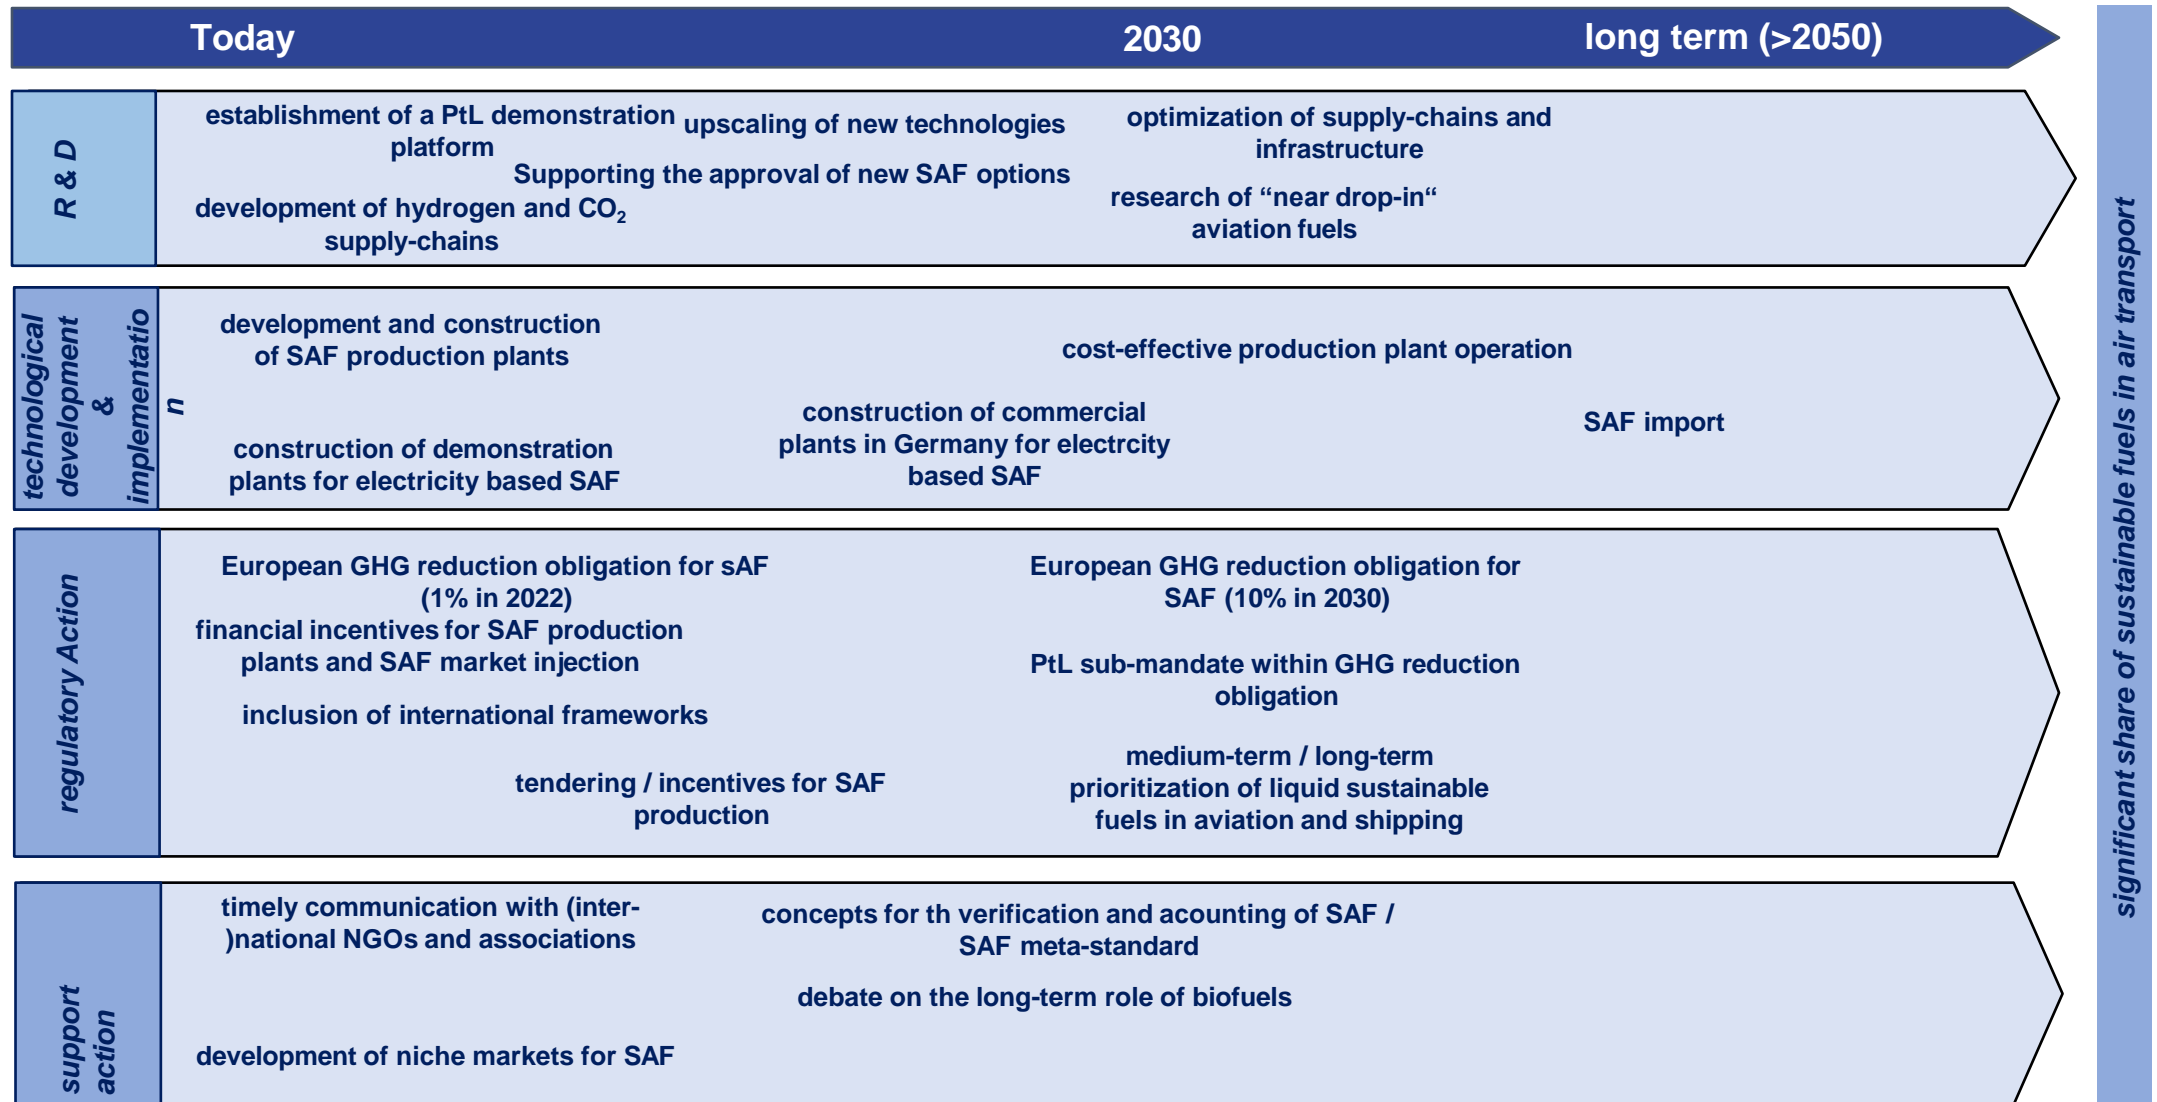 Today
2030
long term (>2050)
R & D
establishment of a PtL demonstration
platform
upscaling of new technologies
Supporting the approval of new SAF options
development of hydrogen and CO₂
supply-chains
optimization of supply-chains and
infrastructure
research of “near drop-in“
aviation fuels
technological
development
&
implementatio
n
development and construction
of SAF production plants
construction of demonstration
plants for electricity based SAF
construction of commercial
plants in Germany for electrcity
based SAF
cost-effective production plant operation
SAF import
regulatory Action
European GHG reduction obligation for sAF
(1% in 2022)
financial incentives for SAF production
plants and SAF market injection
inclusion of international frameworks
tendering / incentives for SAF
production
European GHG reduction obligation for
SAF (10% in 2030)
PtL sub-mandate within GHG reduction
obligation
medium-term / long-term
prioritization of liquid sustainable
fuels in aviation and shipping
support
action
timely communication with (inter-
)national NGOs and associations
concepts for th verification and acounting of SAF /
SAF meta-standard
debate on the long-term role of biofuels
development of niche markets for SAF
significant share of sustainable fuels in air transport